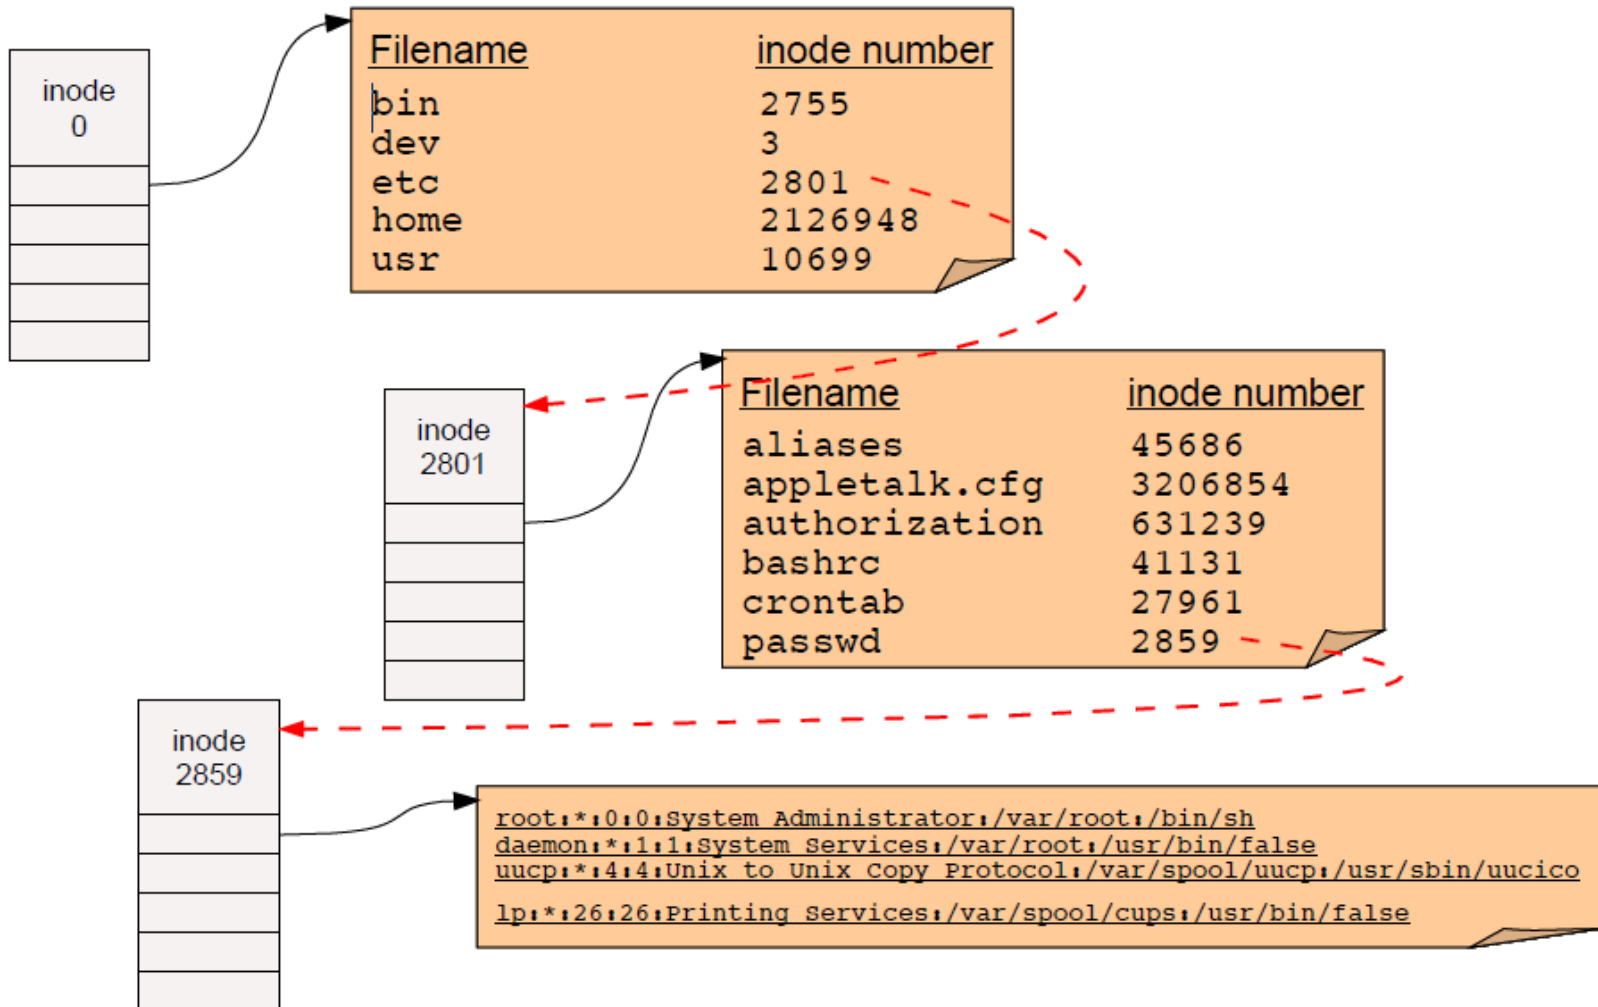 inode
0
Filename inode number
bin 2755
dev 3
etc 2801
home 2126948
usr 10699
inode
2801
Filename inode number
aliases 45686
appletalk.cfg 3206854
authorization 631239
bashrc 41131
crontab 27961
passwd 2859
inode
2859
root:*:0:0:System Administrator:/var/root:/bin/sh
daemon:*:1:1:System Services:/var/root:/usr/bin/false
uucp:*:4:4:Unix to Unix Copy Protocol:/var/spool/uucp:/usr/sbin/uucico
lp:*:26:26:Printing Services:/var/spool/cups:/usr/bin/false